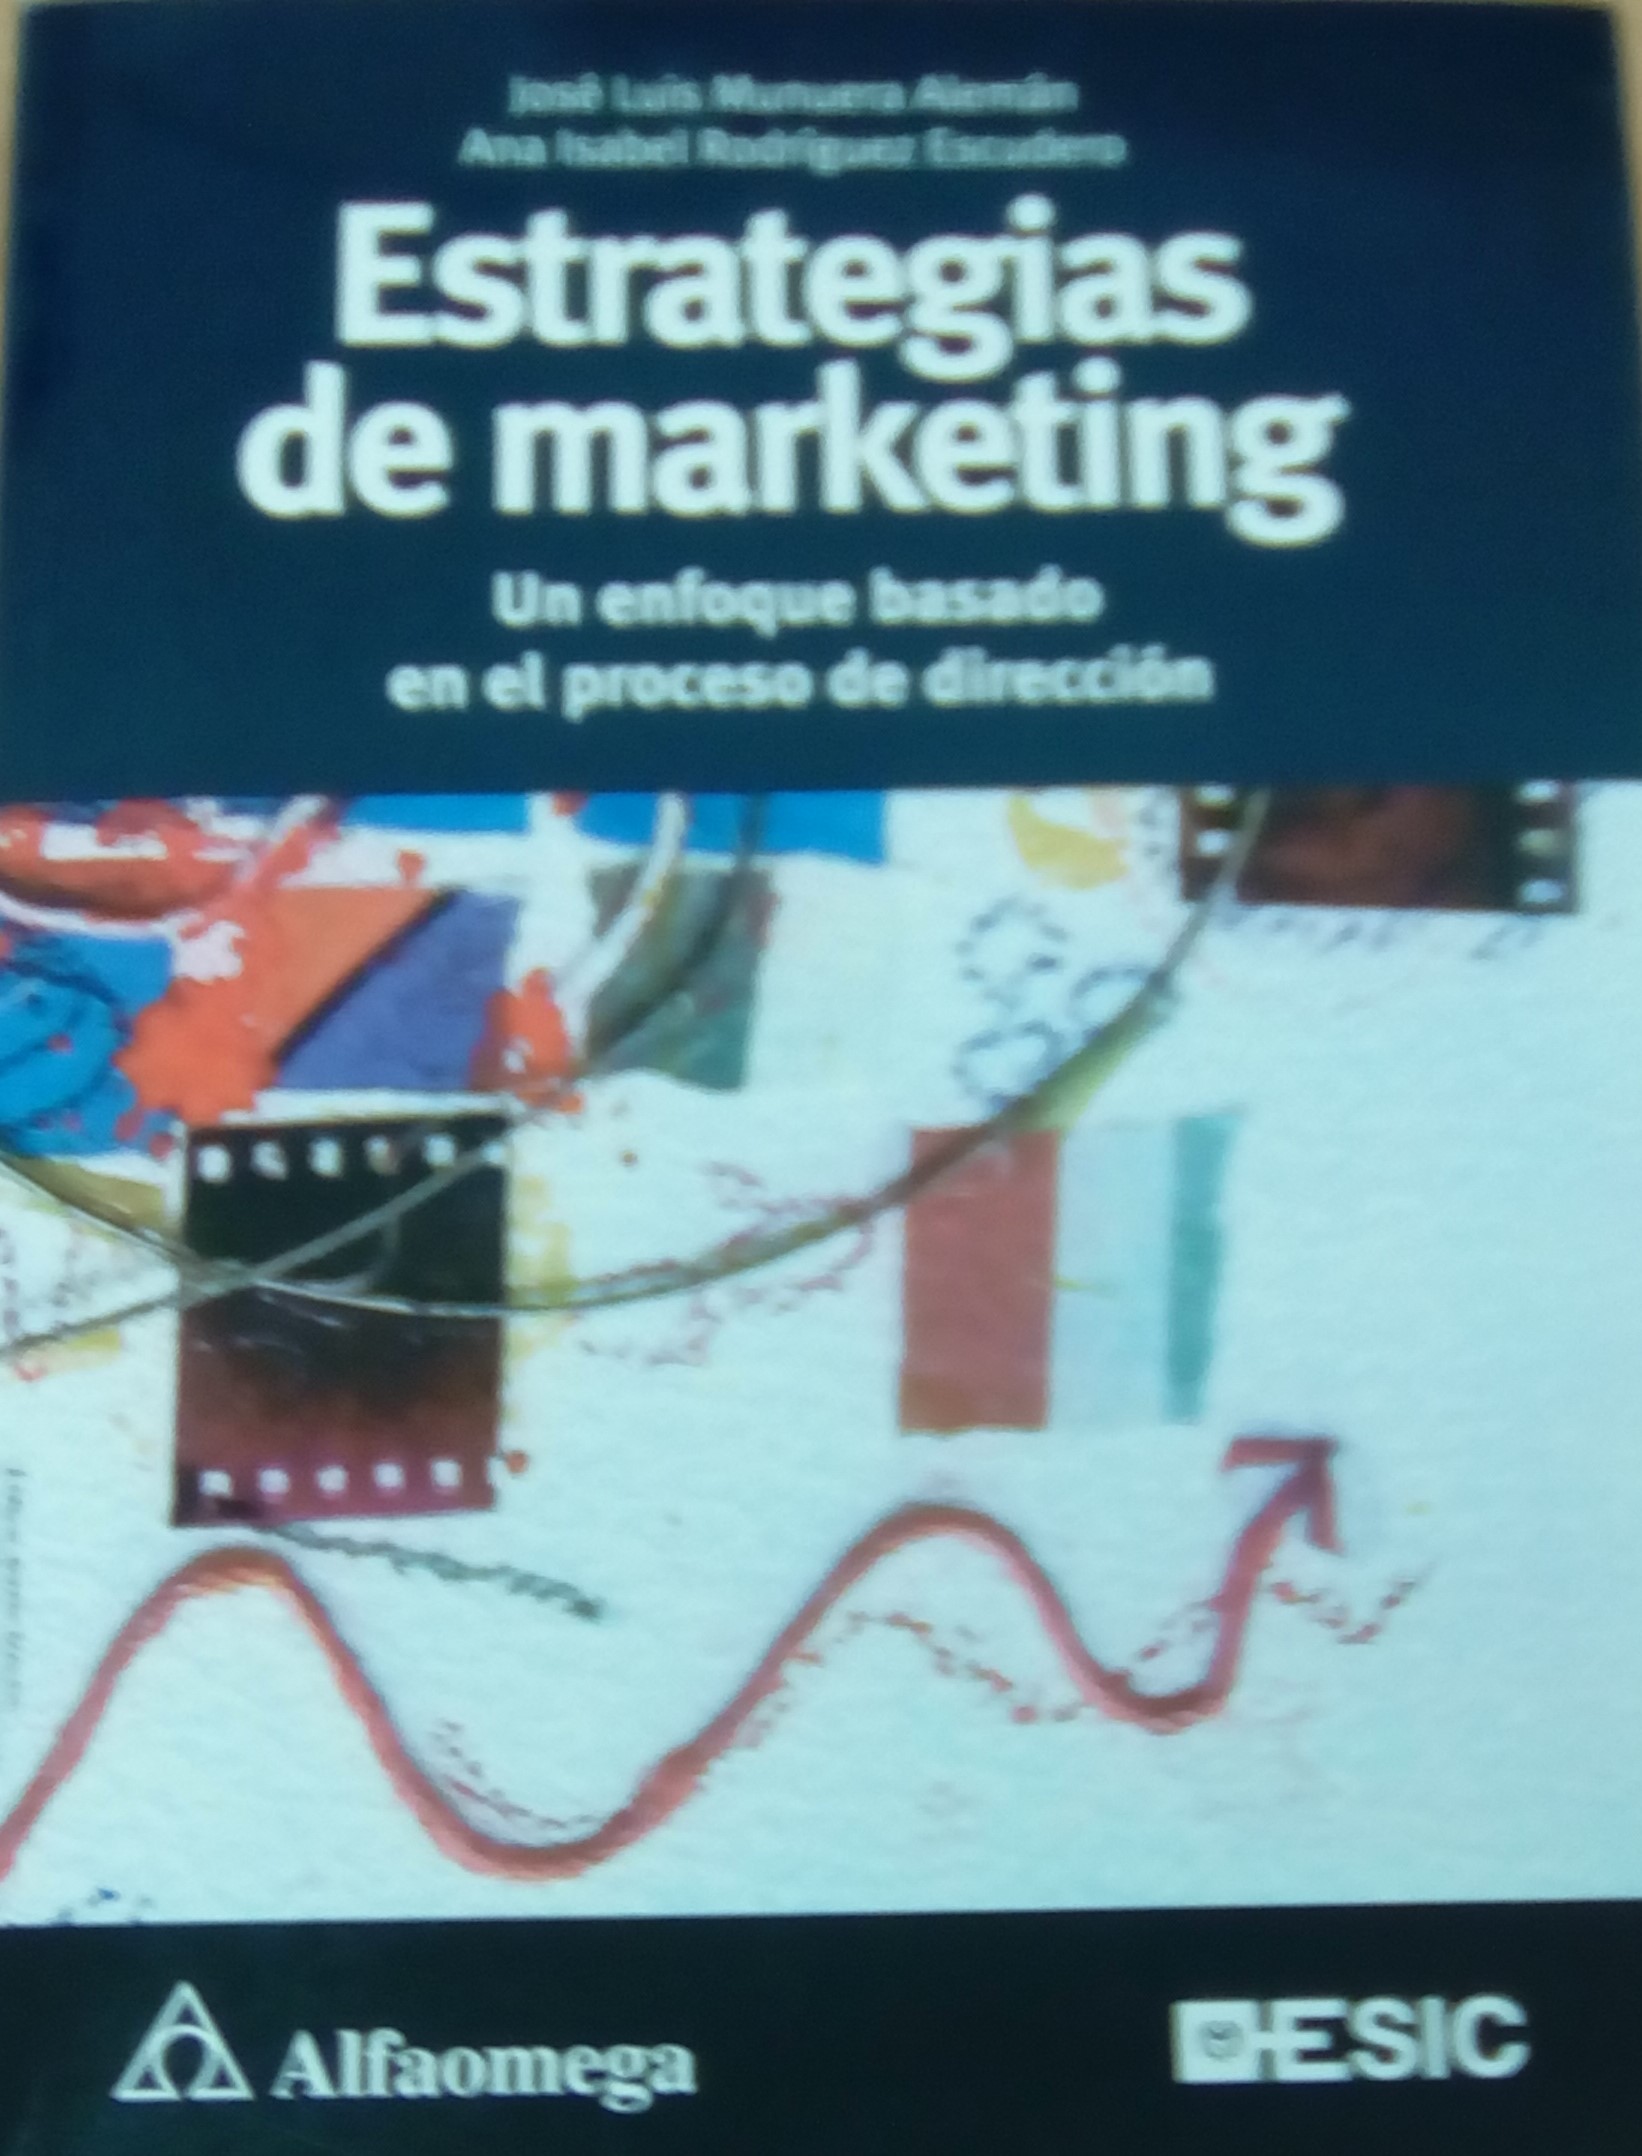 José Luis Munuera Alemán
Ana Isabel Rodríguez Escudero
Estrategias
de marketing
Un enfoque basado
en el proceso de dirección
Alfaomega
ESIC